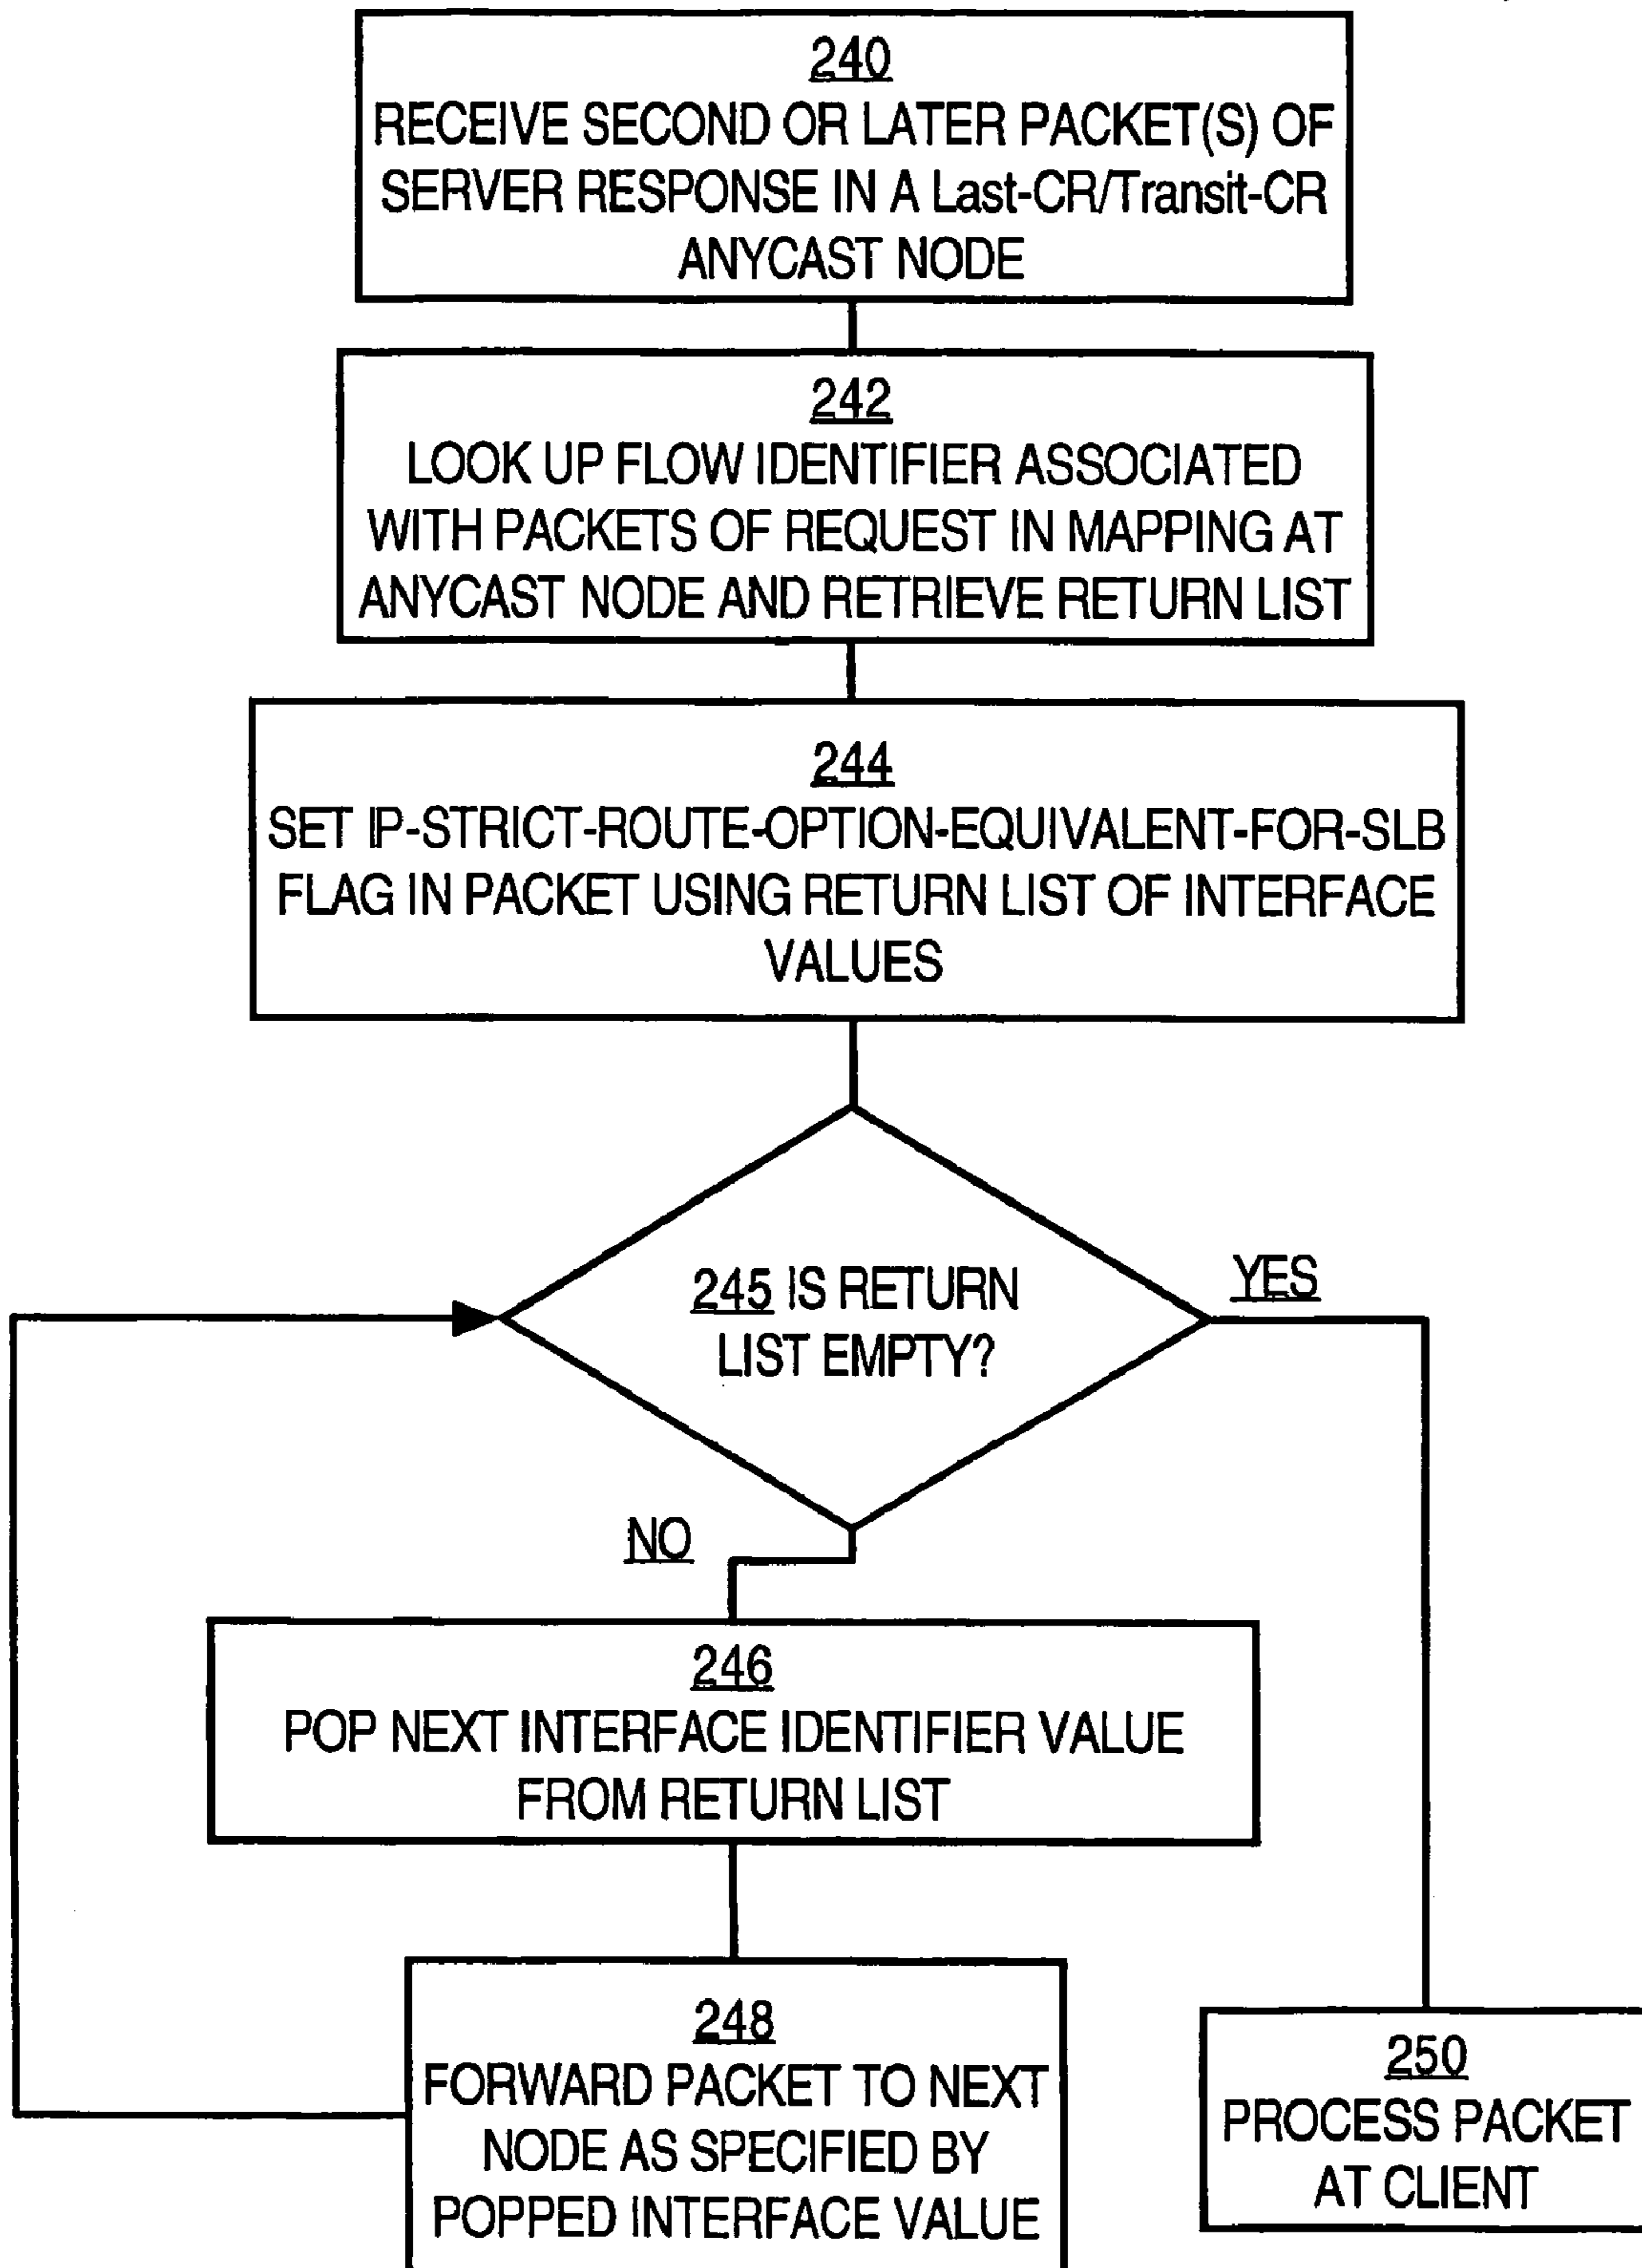 240
RECEIVE SECOND OR LATER PACKET(S) OF
SERVER RESPONSE IN A Last-CR/Transit-CR
ANYCAST NODE
242
LOOK UP FLOW IDENTIFIER ASSOCIATED
WITH PACKETS OF REQUEST IN MAPPING AT
ANYCAST NODE AND RETRIEVE RETURN LIST
244
SET IP-STRICT-ROUTE-OPTION-EQUIVALENT-FOR-SLB
FLAG IN PACKET USING RETURN LIST OF INTERFACE
VALUES
245 IS RETURN
LIST EMPTY?
YES
NO
246
POP NEXT INTERFACE IDENTIFIER VALUE
FROM RETURN LIST
248
FORWARD PACKET TO NEXT
NODE AS SPECIFIED BY
POPPED INTERFACE VALUE
250
PROCESS PACKET
AT CLIENT